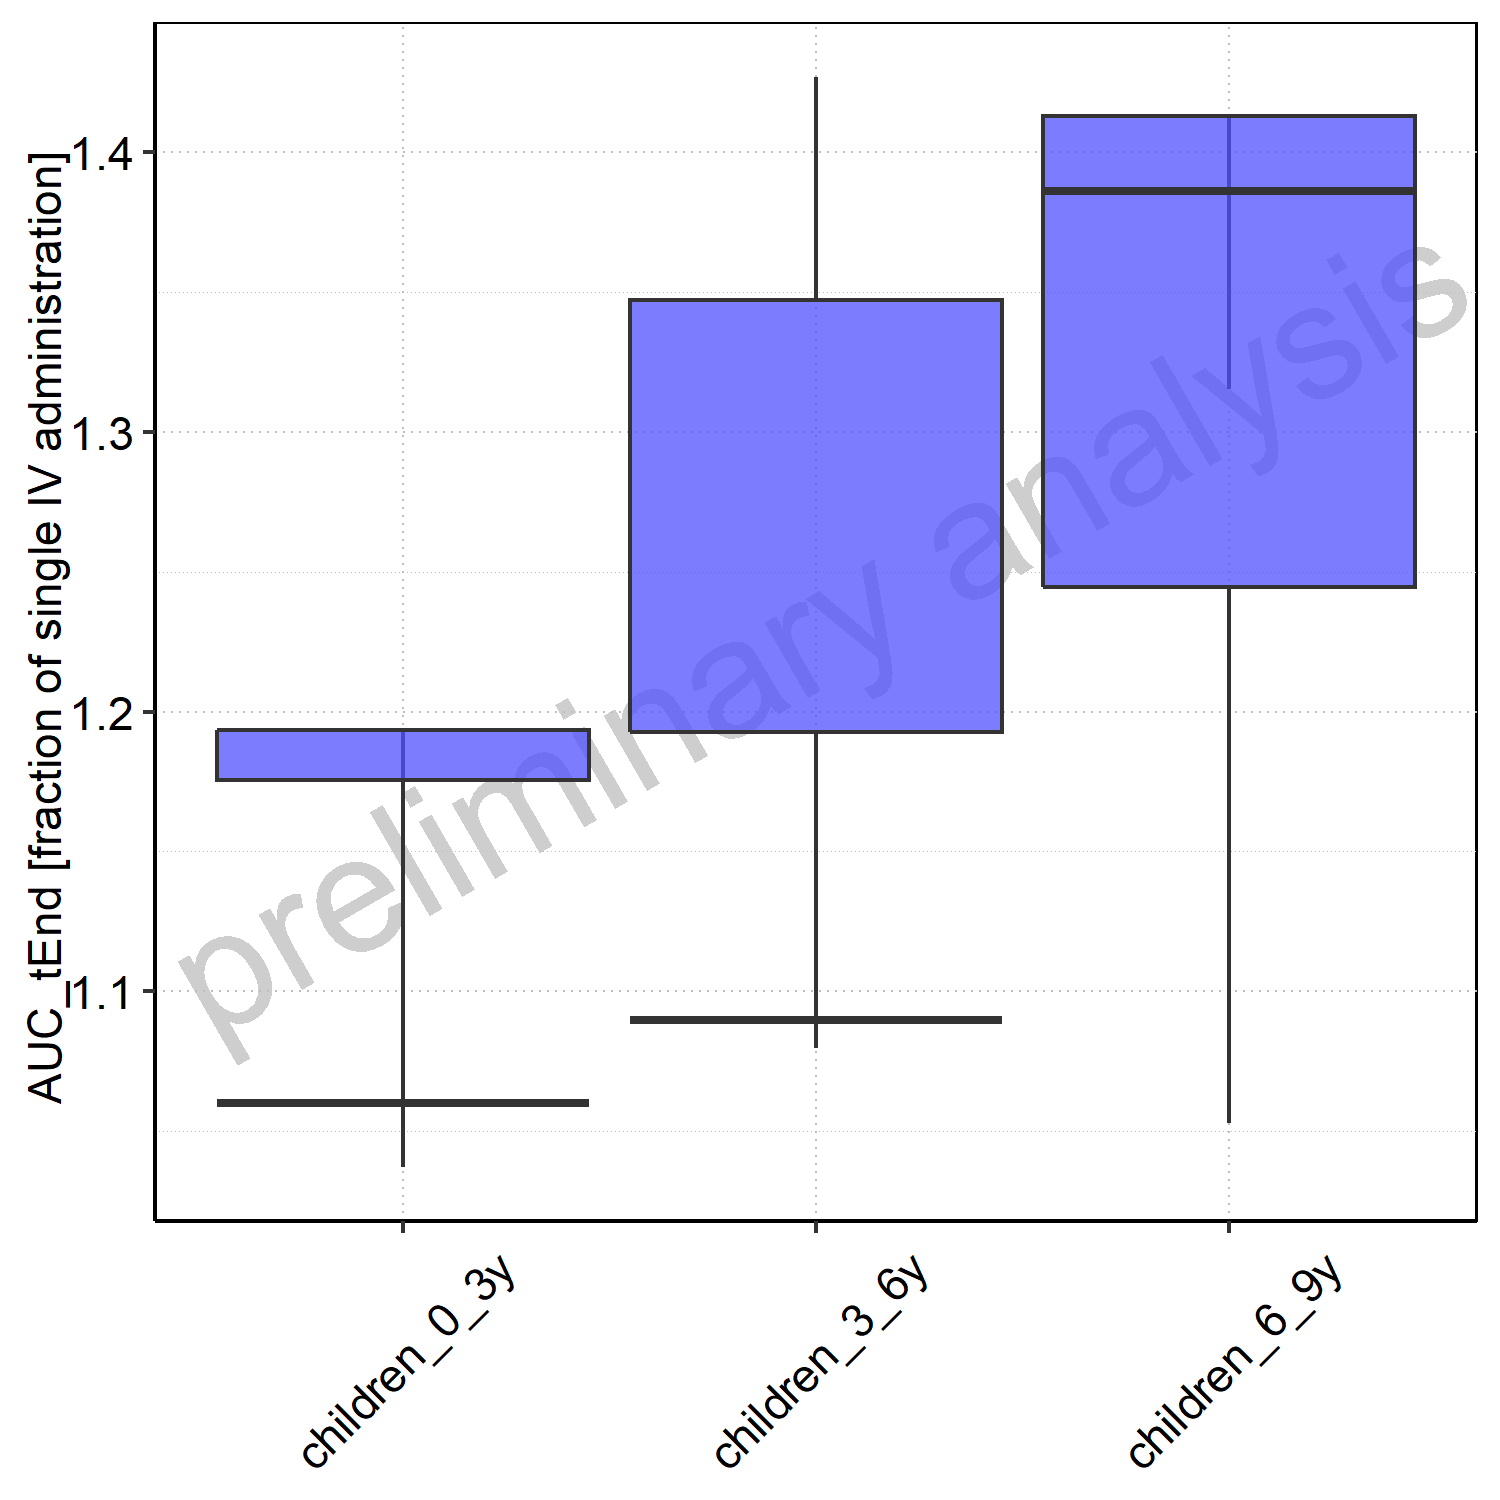 AUC_tEnd [fraction of single IV administration]
1.4
1.3
1.2
1.1
preliminary analysis
children_0_3y
children_3_6y
children_6_9y